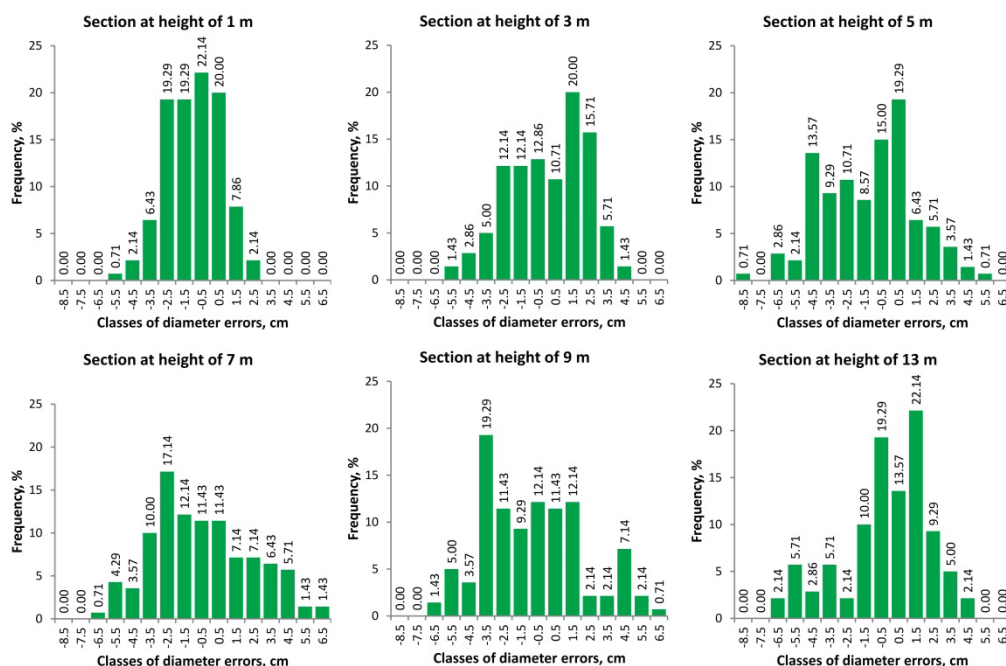 Section at height of 1 m
Frequency, %
25
20
15
10
5
0
0.00 0.00 0.00 0.71 2.14 6.43 19.29 19.29 22.14 20.00 7.86 2.14 0.00 0.00 0.00 0.00
-8.5 -7.5 -6.5 -5.5 -4.5 -3.5 -2.5 -1.5 -0.5 0.5 1.5 2.5 3.5 4.5 5.5 6.5
Classes of diameter errors, cm
Section at height of 3 m
Frequency, %
25
20
15
10
5
0
0.00 0.00 0.00 1.43 2.86 5.00 12.14 12.14 12.86 10.71 20.00 15.71 5.71 1.43 0.00 0.00
-8.5 -7.5 -6.5 -5.5 -4.5 -3.5 -2.5 -1.5 -0.5 0.5 1.5 2.5 3.5 4.5 5.5 6.5
Classes of diameter errors, cm
Section at height of 5 m
Frequency, %
25
20
15
10
5
0
0.71 0.00 2.86 2.14 13.57 9.29 10.71 8.57 15.00 19.29 6.43 5.71 3.57 1.43 0.71 0.00
-8.5 -7.5 -6.5 -5.5 -4.5 -3.5 -2.5 -1.5 -0.5 0.5 1.5 2.5 3.5 4.5 5.5 6.5
Classes of diameter errors, cm
Section at height of 7 m
Frequency, %
25
20
15
10
5
0
0.00 0.00 0.71 4.29 3.57 10.00 17.14 12.14 11.43 11.43 7.14 7.14 6.43 5.71 1.43 1.43
-8.5 -7.5 -6.5 -5.5 -4.5 -3.5 -2.5 -1.5 -0.5 0.5 1.5 2.5 3.5 4.5 5.5 6.5
Classes of diameter errors, cm
Section at height of 9 m
Frequency, %
25
20
15
10
5
0
0.00 0.00 1.43 5.00 3.57 19.29 11.43 9.29 12.14 11.43 12.14 2.14 2.14 7.14 2.14 0.71
-8.5 -7.5 -6.5 -5.5 -4.5 -3.5 -2.5 -1.5 -0.5 0.5 1.5 2.5 3.5 4.5 5.5 6.5
Classes of diameter errors, cm
Section at height of 13 m
Frequency, %
25
20
15
10
5
0
0.00 0.00 2.14 5.71 2.86 5.71 2.14 10.00 19.29 13.57 22.14 9.29 5.00 2.14 0.00 0.00
-8.5 -7.5 -6.5 -5.5 -4.5 -3.5 -2.5 -1.5 -0.5 0.5 1.5 2.5 3.5 4.5 5.5 6.5
Classes of diameter errors, cm